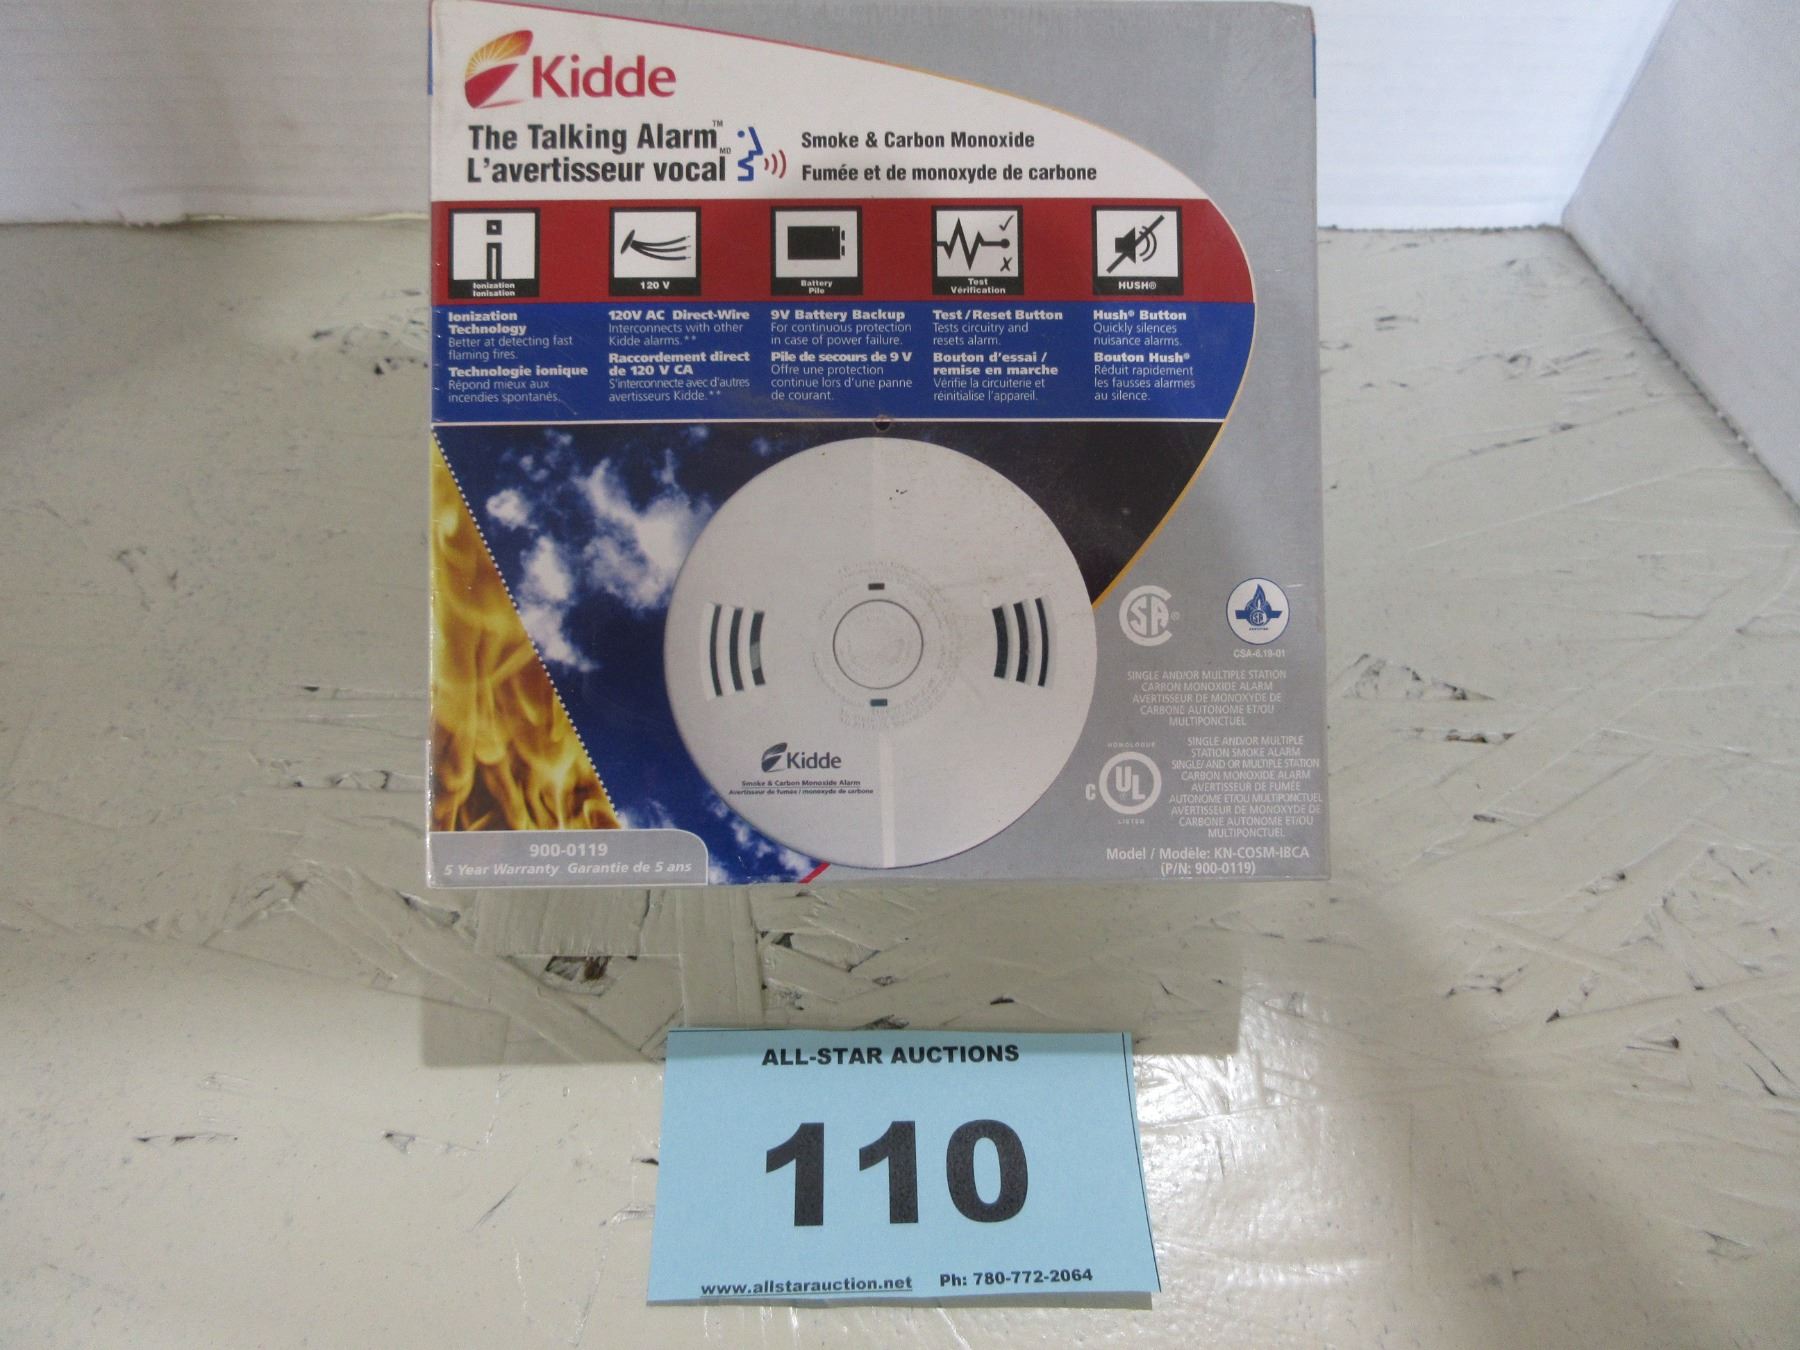 Kidde
The Talking Alarm™
L'avertisseur vocal MD
Smoke & Carbon Monoxide
Fumée et de monoxyde de carbone
Ionization
Ionisation
120 V
Battery
Pile
Test
Vérification
HUSH®
Ionization
Technology
Better at detecting fast
flaming fires.
Technologie ionique
Répond mieux aux
incendies spontanés.
120V AC Direct-Wire
Interconnects with other
Kidde alarms.**
Raccordement direct
de 120 V CA
S'interconnecte avec d'autres
avertisseurs Kidde.**
9V Battery Backup
For continuous protection
in case of power failure.
Pile de secours de 9 V
Offre une protection
continue lors d'une panne
de courant.
Test/Reset Button
Tests circuitry and
resets alarm.
Bouton d'essai /
remise en marche
Vérifie la circuiterie et
réinitialise l'appareil.
Hush® Button
Quickly silences
nuisance alarms.
Bouton Hush®
Réduit rapidement
les fausses alarmes
au silence.
Kidde
Smoke & Carbon Monoxide Alarm
Avertisseur de fumée / monoxyde de carbone
SA®
CSA-6.19-01
SINGLE AND/OR MULTIPLE STATION
CARBON MONOXIDE ALARM
AVERTISSEUR DE MONOXYDE DE
CARBONE AUTONOME ET/OU
MULTIPONCTUEL
HOMOLOGUÉ
C UL
LISTED
SINGLE AND/OR MULTIPLE
STATION SMOKE ALARM
SINGLE/ AND OR MULTIPLE STATION
CARBON MONOXIDE ALARM
AVERTISSEUR DE FUMÉE
AUTONOME ET/OU MULTIPONCTUEL
AVERTISSEUR DE MONOXYDE DE
CARBONE AUTONOME ET/OU
MULTIPONCTUEL
Model / Modèle: KN-COSM-IBCA
(P/N: 900-0119)
900-0119
5 Year Warranty Garantie de 5 ans
ALL-STAR AUCTIONS
110
www.allstarauction.net Ph: 780-772-2064